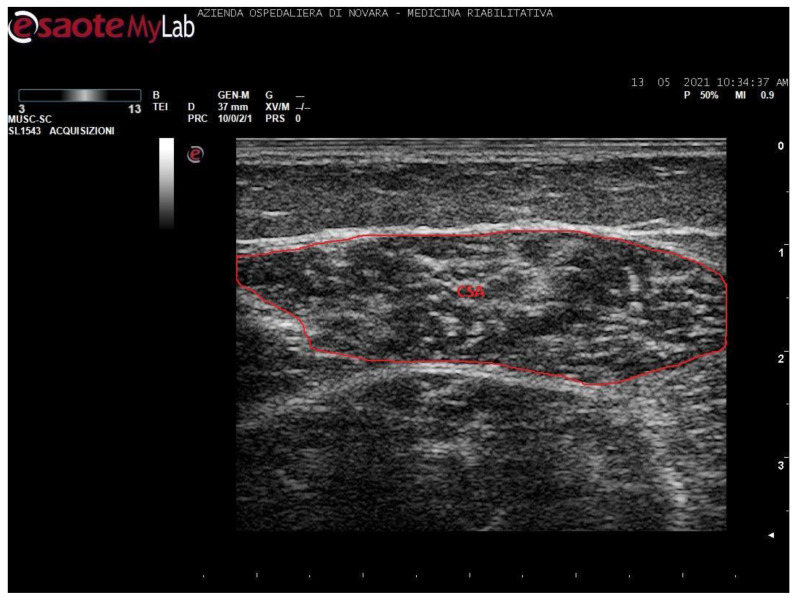 AZIENDA OSPEDALIERA DI NOVARA - MEDICINA RIABILITATIVA
esaote MyLab
13 05 2021 10:34:37 AM
B GEN-M G —
P 50% MI 0.9
3 13 TEI D 37 mm XV/M –/–
MUSC-SC PRC 10/0/2/1 PRS 0
SL1543 ACQUISIZIONI
e
0
1
CSA
2
3